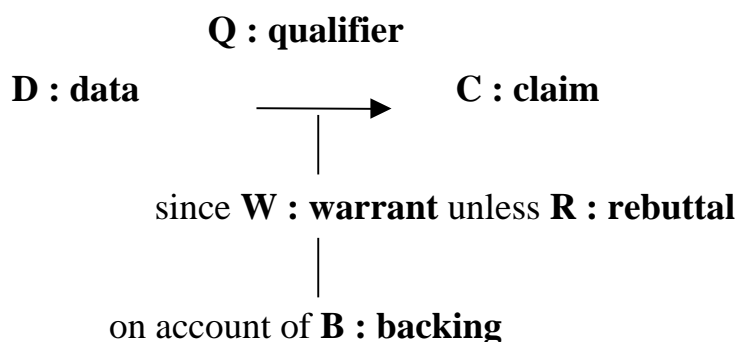 Q : qualifier
D : data C : claim
since W : warrant unless R : rebuttal
on account of B : backing